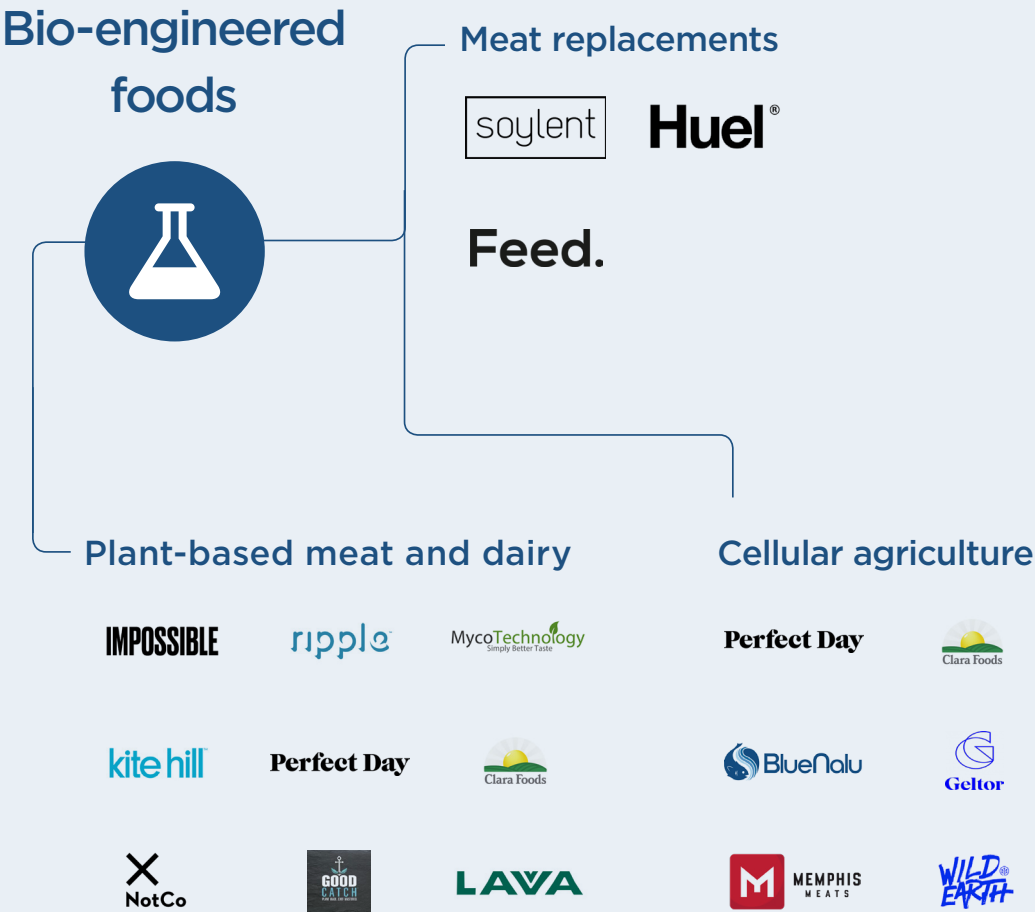 Bio-engineered
foods
Meat replacements
soylent
Huel®
Feed.
Plant-based meat and dairy
IMPOSSIBLE
ripple
MycoTechnology
Simply Better Taste
kite hill
Perfect Day
Clara Foods
NotCo
GOOD
CATCH
LAVVA
Cellular agriculture
Perfect Day
Clara Foods
BlueNalu
Geltor
M
MEMPHIS
MEATS
WILD
EARTH